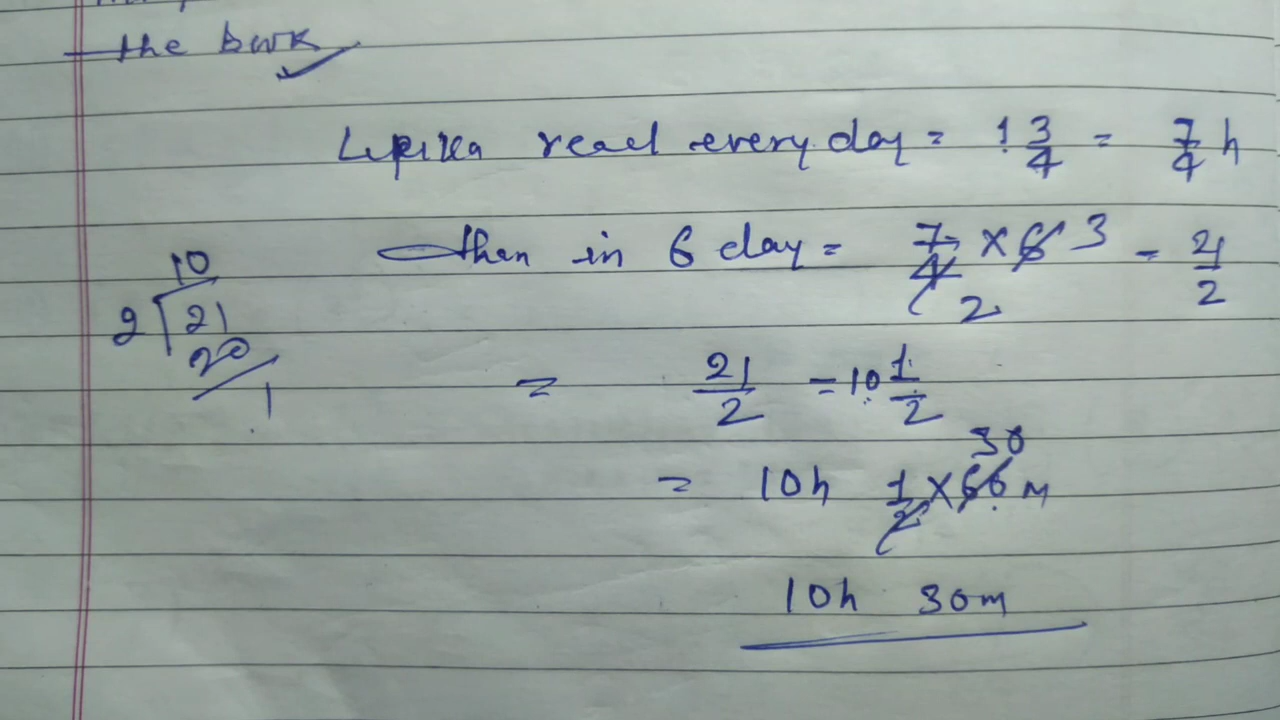 the book
Lipika read every day = 1 3/4 = 7/4 h
then in 6 day = 7/4 × 6 3 = 21/2
2
10
2 21
20
1
= 21/2 = 10 1/2
30
= 10h 1/2 × 60 m
10h 30m